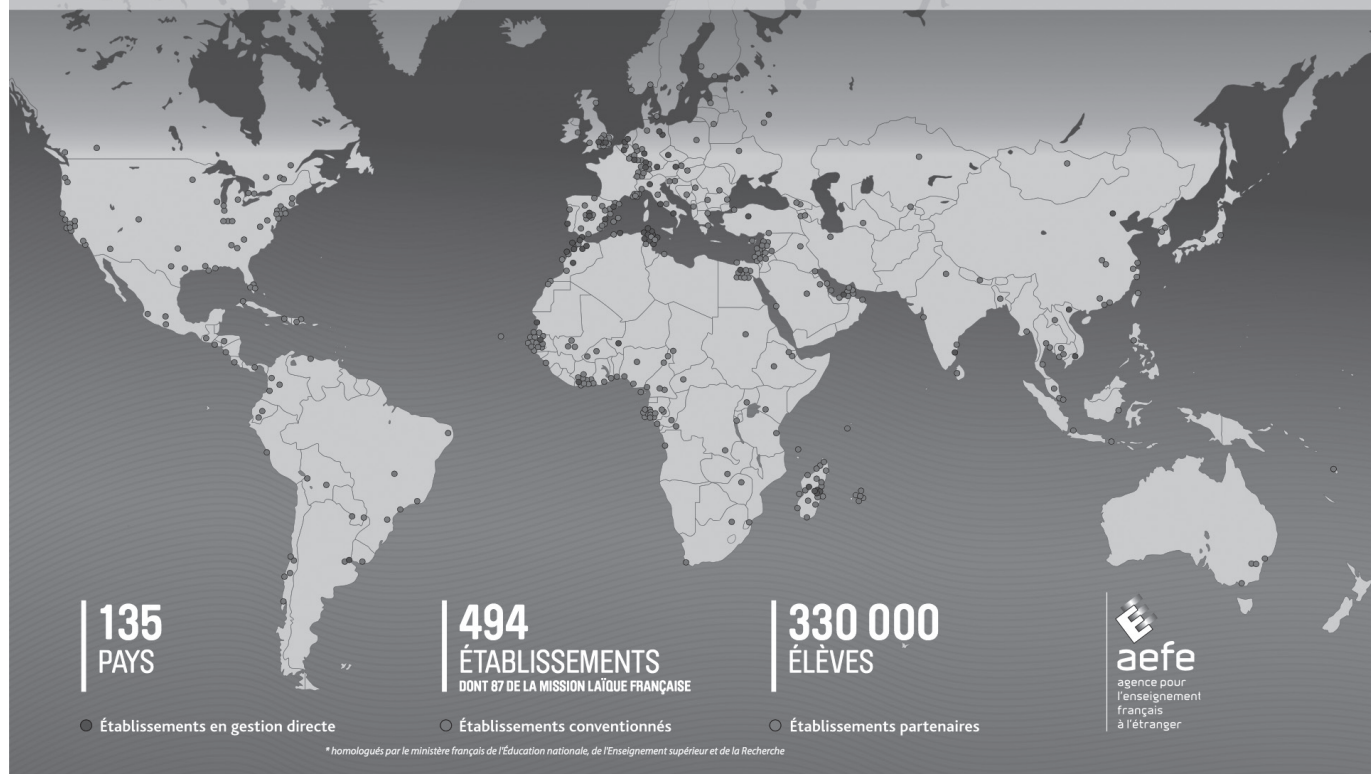 135
PAYS
494
ÉTABLISSEMENTS
DONT 87 DE LA MISSION LAÏQUE FRANÇAISE
330 000
ÉLÈVES
aefe
agence pour
l'enseignement
français
à l'étranger
Établissements en gestion directe
Établissements conventionnés
Établissements partenaires
* homologués par le ministère français de l'Éducation nationale, de l'Enseignement supérieur et de la Recherche